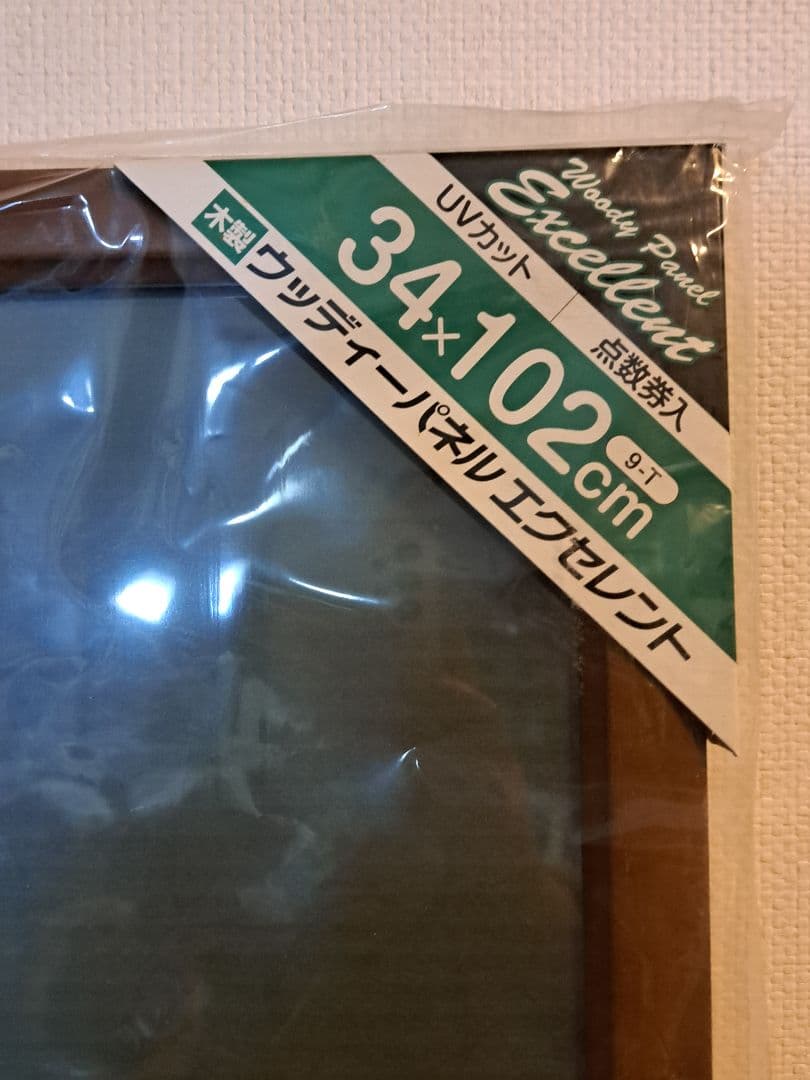 Woody Panel
Excellent
UVカット
点数券入
34×102cm
9-T
木製
ウッディーパネル エクセレント